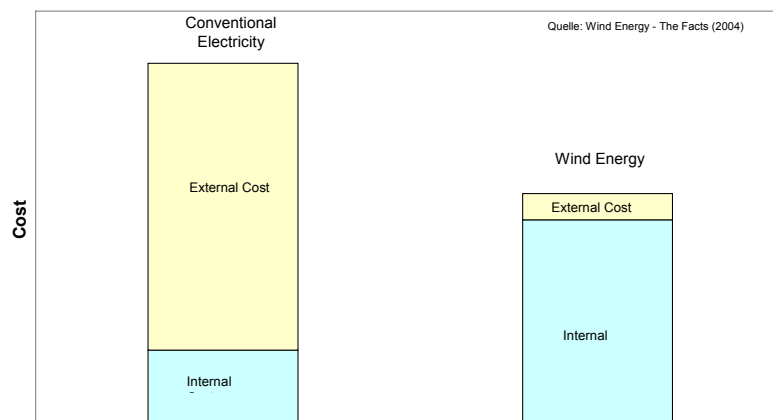 Conventional
Electricity
Quelle: Wind Energy - The Facts (2004)
Wind Energy
External Cost
External Cost
Cost
Internal
Internal